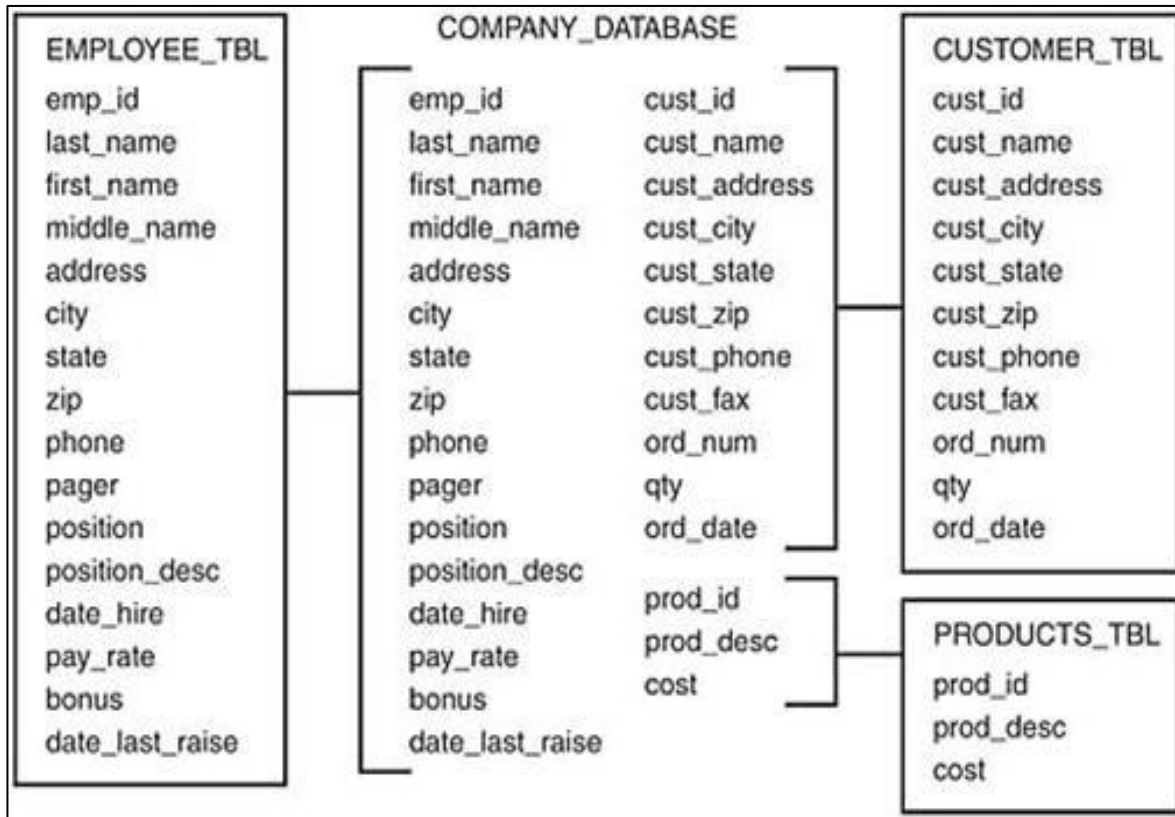 EMPLOYEE_TBL
emp_id
last_name
first_name
middle_name
address
city
state
zip
phone
pager
position
position_desc
date_hire
pay_rate
bonus
date_last_raise
COMPANY_DATABASE
emp_id
last_name
first_name
middle_name
address
city
state
zip
phone
pager
position
position_desc
date_hire
pay_rate
bonus
date_last_raise
cust_id
cust_name
cust_address
cust_city
cust_state
cust_zip
cust_phone
cust_fax
ord_num
qty
ord_date
prod_id
prod_desc
cost
CUSTOMER_TBL
cust_id
cust_name
cust_address
cust_city
cust_state
cust_zip
cust_phone
cust_fax
ord_num
qty
ord_date
PRODUCTS_TBL
prod_id
prod_desc
cost